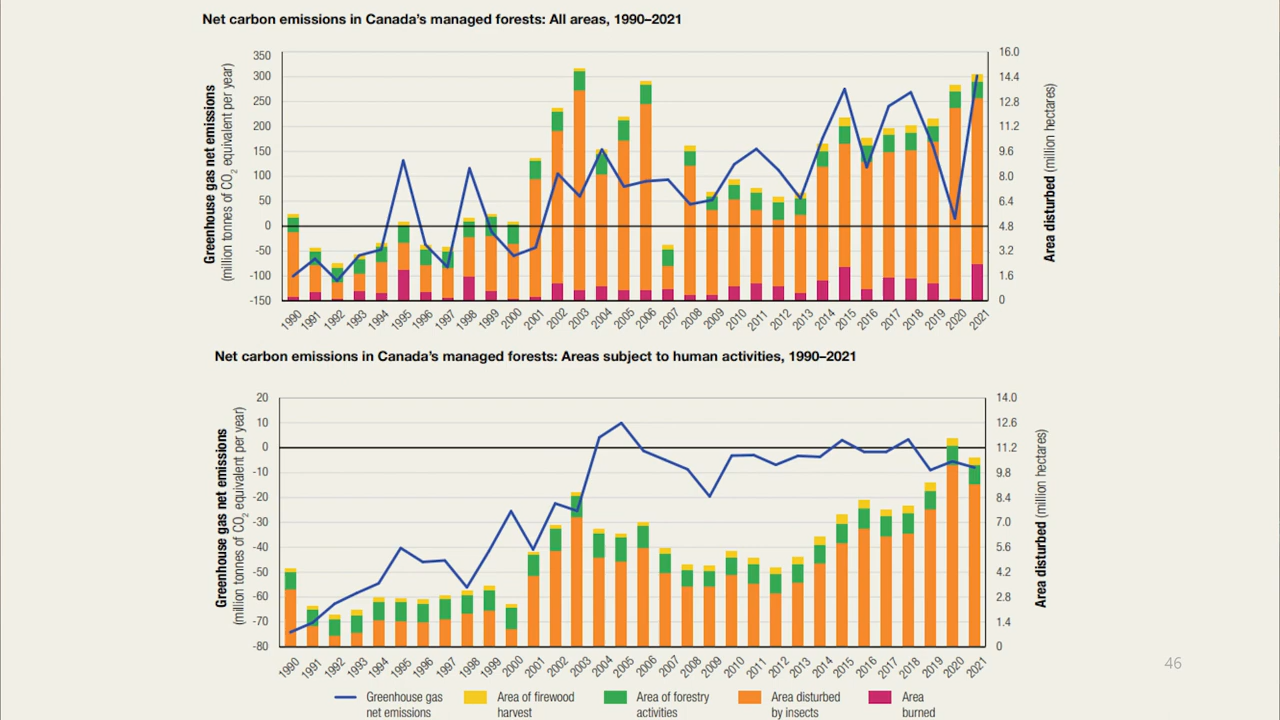 Net carbon emissions in Canada's managed forests: All areas, 1990–2021
Greenhouse gas net emissions
(million tonnes of CO2 equivalent per year)
350
300
250
200
150
100
50
0
-50
-100
-150
16.0
14.4
12.8
11.2
9.6
8.0
6.4
4.8
3.2
1.6
0
Area disturbed (million hectares)
1990 1991 1992 1993 1994 1995 1996 1997 1998 1999 2000 2001 2002 2003 2004 2005 2006 2007 2008 2009 2010 2011 2012 2013 2014 2015 2016 2017 2018 2019 2020 2021
Net carbon emissions in Canada's managed forests: Areas subject to human activities, 1990–2021
Greenhouse gas net emissions
(million tonnes of CO2 equivalent per year)
20
10
0
-10
-20
-30
-40
-50
-60
-70
-80
14.0
12.6
11.2
9.8
8.4
7.0
5.6
4.2
2.8
1.4
0
Area disturbed (million hectares)
1990 1991 1992 1993 1994 1995 1996 1997 1998 1999 2000 2001 2002 2003 2004 2005 2006 2007 2008 2009 2010 2011 2012 2013 2014 2015 2016 2017 2018 2019 2020 2021
46
Greenhouse gas
net emissions
Area of firewood
harvest
Area of forestry
activities
Area disturbed
by insects
Area
burned